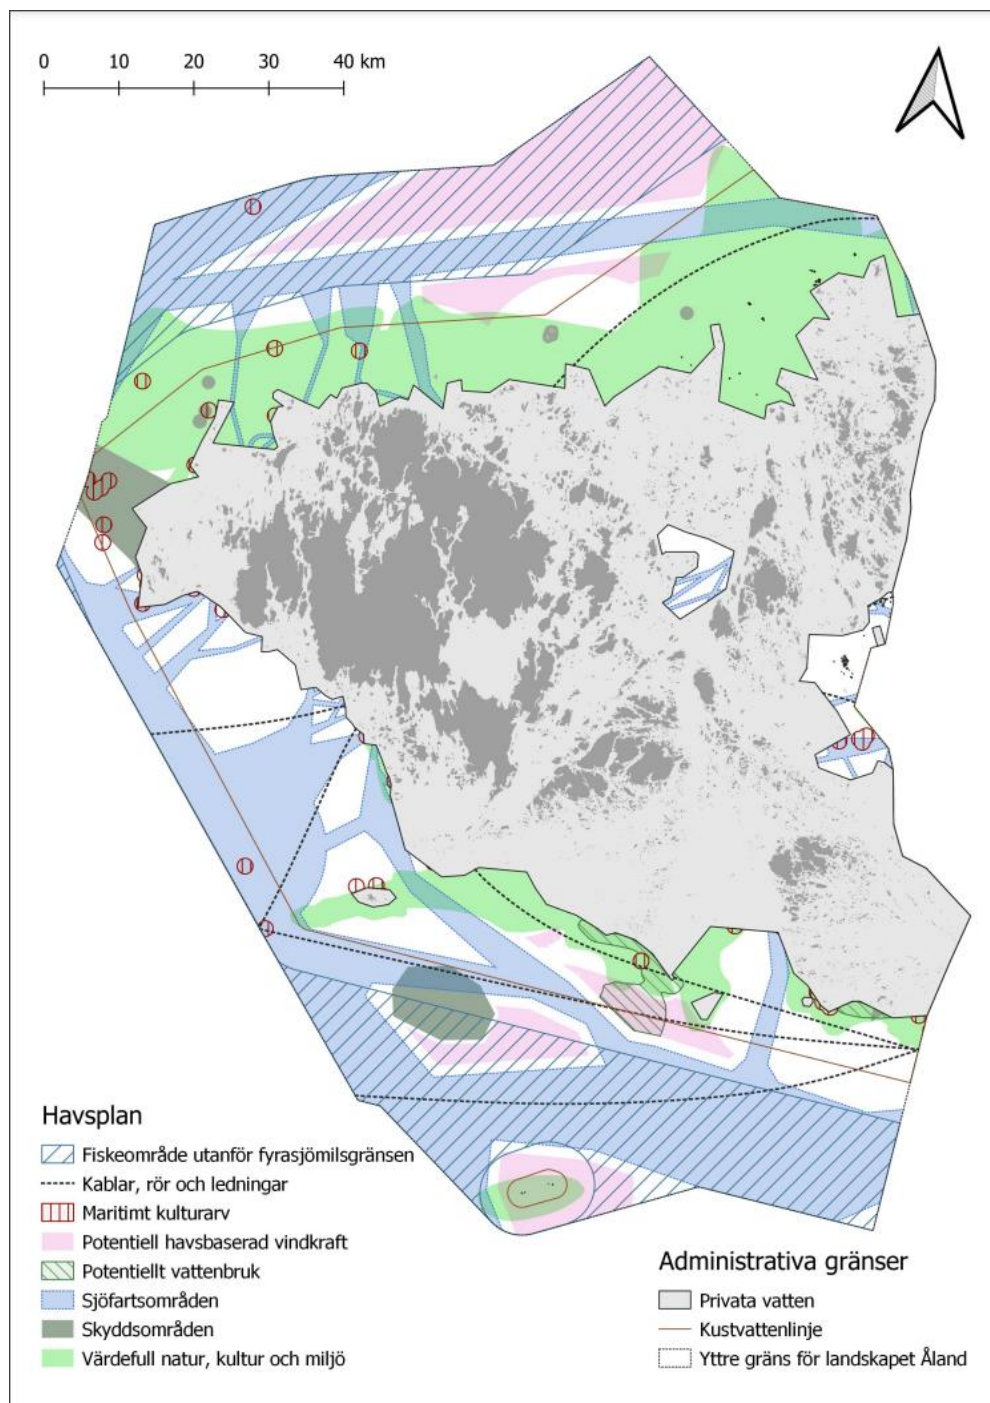 0 10 20 30 40 km
Havsplan
Fiskeområde utanför fyrasjömilsgränsen
Kablar, rör och ledningar
Maritimt kulturarv
Potentiell havsbaserad vindkraft
Potentiellt vattenbruk
Sjöfartsområden
Skyddsområden
Värdefull natur, kultur och miljö
Administrativa gränser
Privata vatten
Kustvattenlinje
Yttre gräns för landskapet Åland